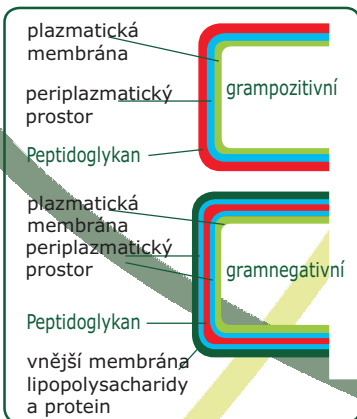 plazmatická
membrána
periplazmatický
prostor
grampozitivní
Peptidoglykan
plazmatická
membrána
periplazmatický
prostor
gramnegativní
Peptidoglykan
vnější membrána
lipopolysacharidy
a protein